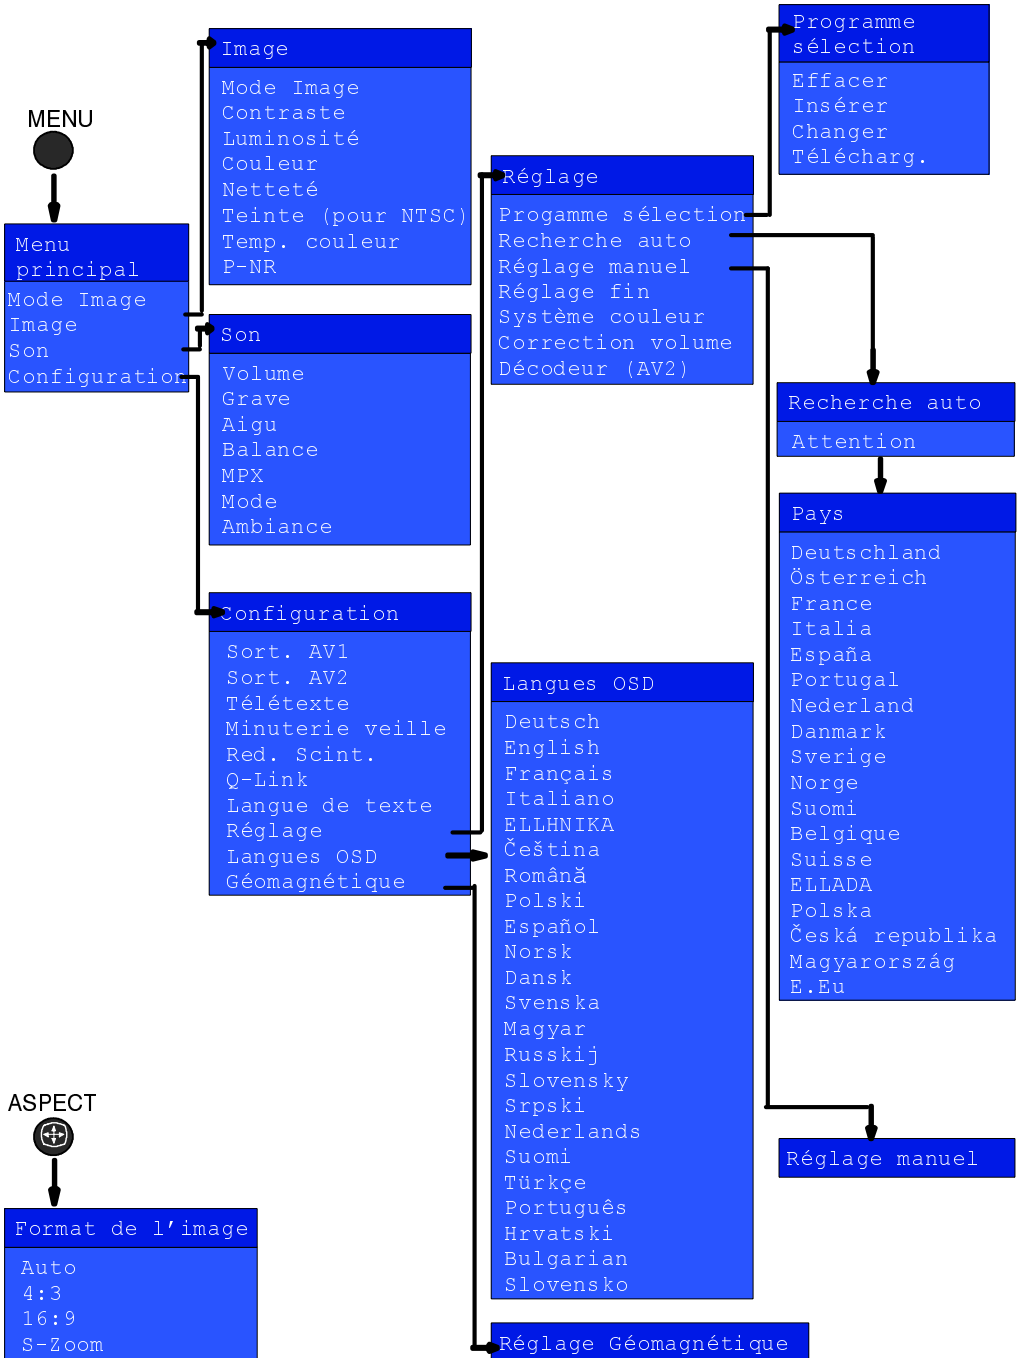 MENU
Menu
principal
Mode Image
Image
Son
Configuration
Image
Mode Image
Contraste
Luminosité
Couleur
Netteté
Teinte (pour NTSC)
Temp. couleur
P-NR
Son
Volume
Grave
Aigu
Balance
MPX
Mode
Ambiance
Configuration
Sort. AV1
Sort. AV2
Télétexte
Minuterie veille
Red. Scint.
Q-Link
Langue de texte
Réglage
Langues OSD
Géomagnétique
Réglage
Progamme sélection
Recherche auto
Réglage manuel
Réglage fin
Système couleur
Correction volume
Décodeur (AV2)
Programme
sélection
Effacer
Insérer
Changer
Télécharg.
Recherche auto
Attention
Pays
Deutschland
Österreich
France
Italia
España
Portugal
Nederland
Danmark
Sverige
Norge
Suomi
Belgique
Suisse
ELLADA
Polska
Česká republika
Magyarország
E.Eu
Langues OSD
Deutsch
English
Français
Italiano
ELLHNIKA
Čeština
Română
Polski
Español
Norsk
Dansk
Svenska
Magyar
Russkij
Slovensky
Srpski
Nederlands
Suomi
Türkçe
Português
Hrvatski
Bulgarian
Slovensko
Réglage manuel
Réglage Géomagnétique
ASPECT
Format de l'image
Auto
4:3
16:9
S-Zoom